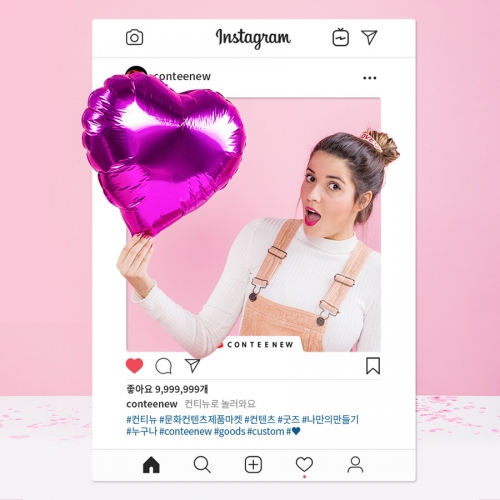 Instagram
conteenew
CONTEENEW
좋아요 9,999,999개
conteenew 컨티뉴로 놀러와요
#컨티뉴 #문화컨텐츠제품마켓 #컨텐츠 #굿즈 #나만의만들기
#누구나 #conteenew #goods #custom #♥